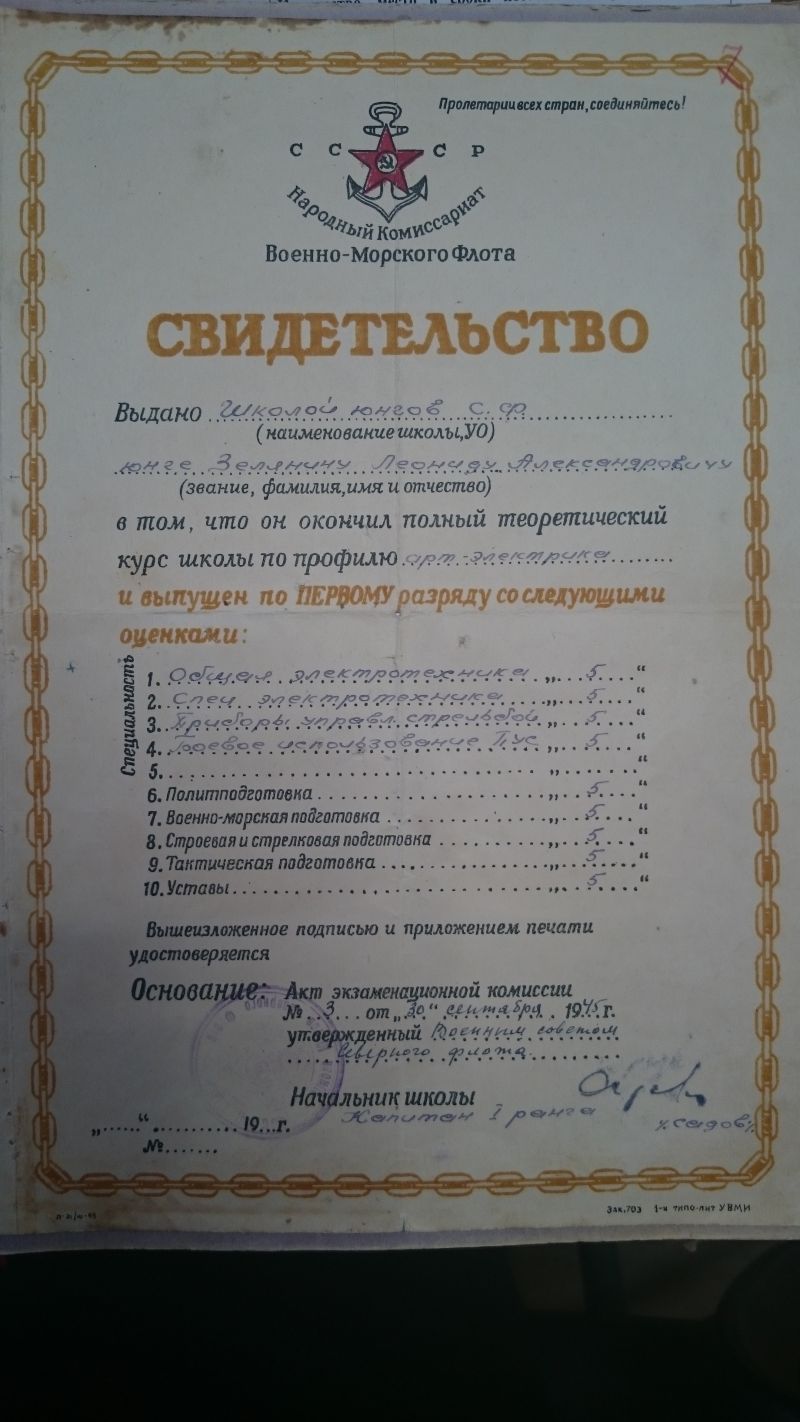 Пролетарии всех стран, соединяйтесь!
С С С Р
Народный Комиссариат
Военно-Морского Флота
СВИДЕТЕЛЬСТВО
Выдано Школой юнгов С.Ф.
(наименование школы, УО)
юнге Зелянину Леониду Александровичу
(звание, фамилия, имя и отчество)
в том, что он окончил полный теоретический
курс школы по профилю арт.-электрика
и выпущен по ПЕРВОМУ разряду со следующими
оценками:
Специальность
1. Общая электротехника „ 5 “
2. Спец. электротехника „ 5 “
3. Приборы управл. стрельбой „ 5 “
4. Боевое использование ПУС „ 5 “
5. „ “
6. Политподготовка „ 5 “
7. Военно-морская подготовка „ 5 “
8. Строевая и стрелковая подготовка „ 5 “
9. Тактическая подготовка „ 5 “
10. Уставы „ 5 “
Вышеизложенное подписью и приложением печати
удостоверяется
Основание: Акт экзаменационной комиссии
№ 3 от „30“ сентября 1945 г.
утвержденный Военным советом
Северного флота
Начальник школы
Капитан I ранга /Садов/
„......“ 19...г.
№
Зак. 703 1-я типо-лит УВМИ